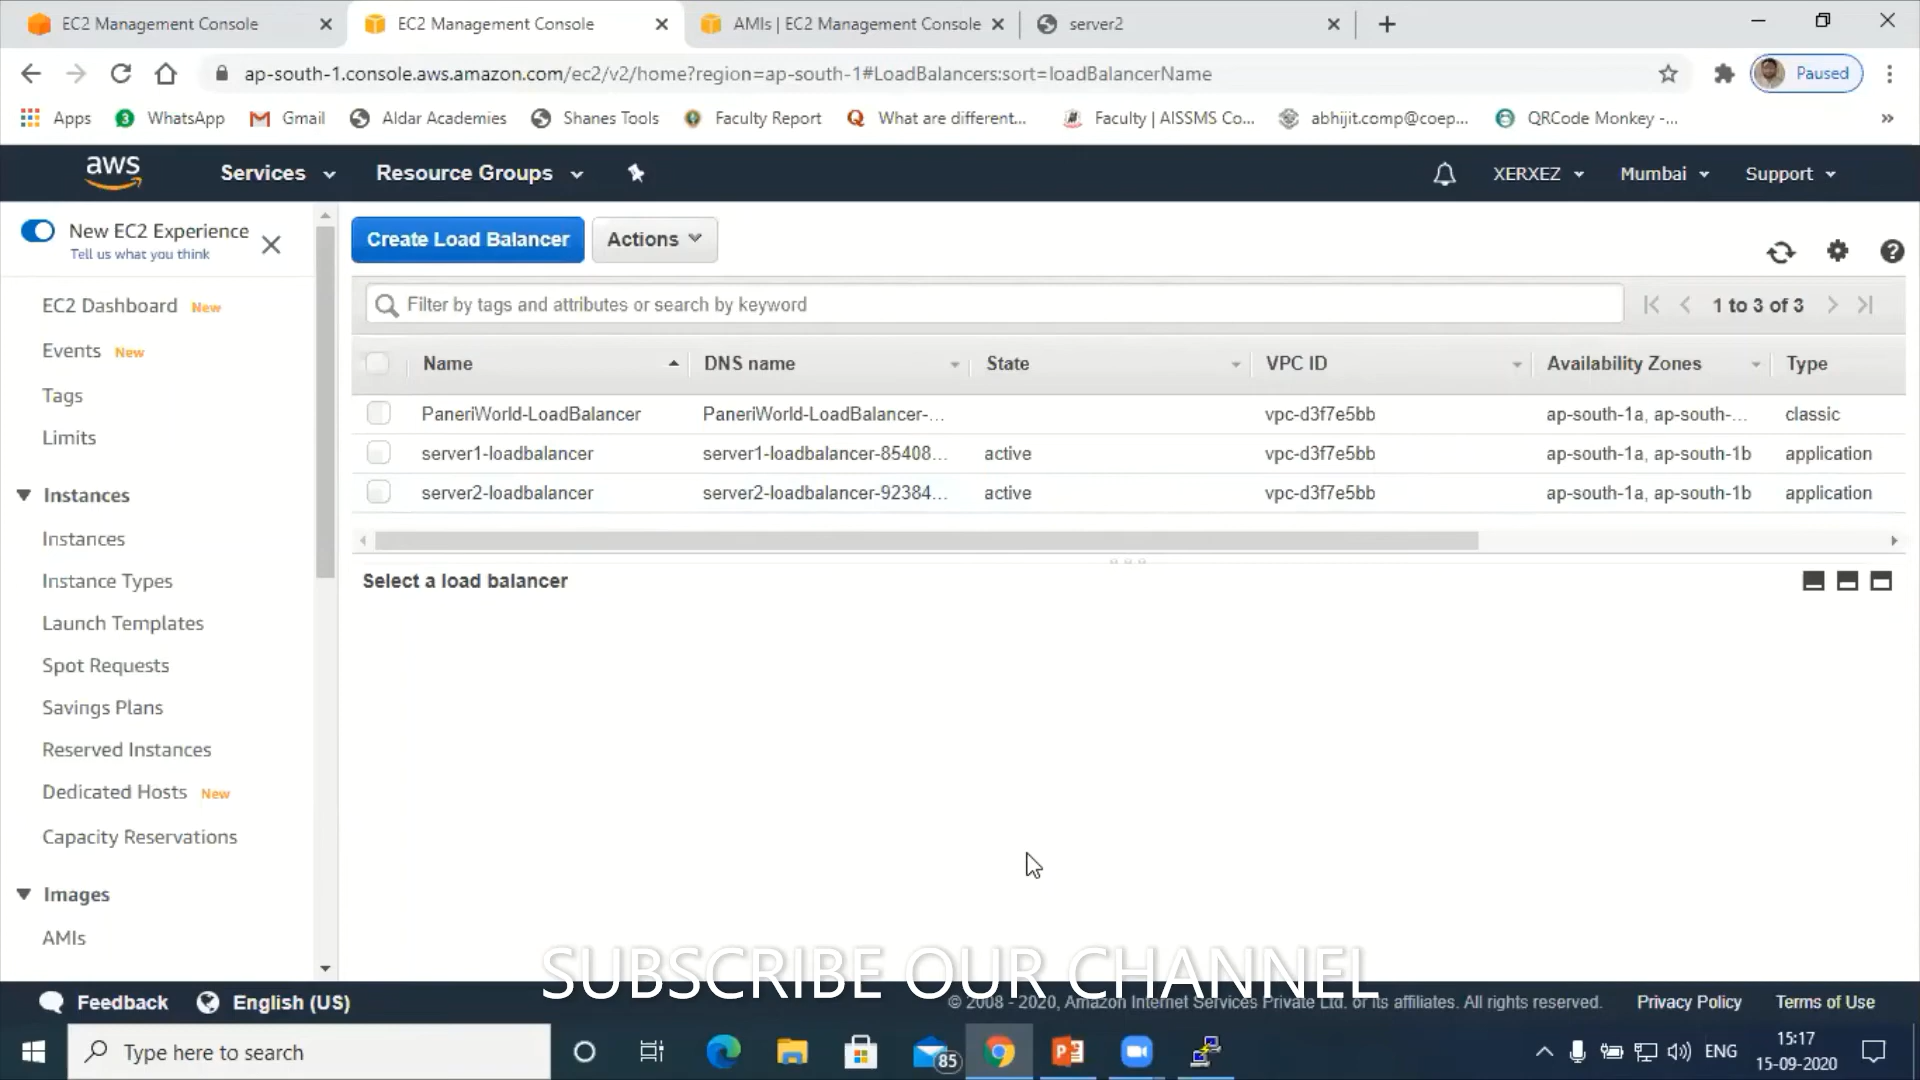 EC2 Management Console
EC2 Management Console
AMIs | EC2 Management Console
server2
ap-south-1.console.aws.amazon.com/ec2/v2/home?region=ap-south-1#LoadBalancers:sort=loadBalancerName
Paused
Apps
3 WhatsApp
Gmail
Aldar Academies
Shanes Tools
Faculty Report
What are different...
Faculty | AISSMS Co...
abhijit.comp@coep...
QRCode Monkey -...
»
aws
Services
Resource Groups
XERXEZ
Mumbai
Support
New EC2 Experience
Tell us what you think
EC2 Dashboard New
Events New
Tags
Limits
Instances
Instances
Instance Types
Launch Templates
Spot Requests
Savings Plans
Reserved Instances
Dedicated Hosts New
Capacity Reservations
Images
AMIs
Create Load Balancer
Actions
Filter by tags and attributes or search by keyword
1 to 3 of 3
Name DNS name State VPC ID Availability Zones Type
PaneriWorld-LoadBalancer PaneriWorld-LoadBalancer-... vpc-d3f7e5bb ap-south-1a, ap-south-... classic
server1-loadbalancer server1-loadbalancer-85408... active vpc-d3f7e5bb ap-south-1a, ap-south-1b application
server2-loadbalancer server2-loadbalancer-92384... active vpc-d3f7e5bb ap-south-1a, ap-south-1b application
Select a load balancer
SUBSCRIBE OUR CHANNEL
Feedback
English (US)
© 2008 - 2020, Amazon Internet Services Private Ltd. or its affiliates. All rights reserved.
Privacy Policy
Terms of Use
Type here to search
85
ENG
15:17
15-09-2020